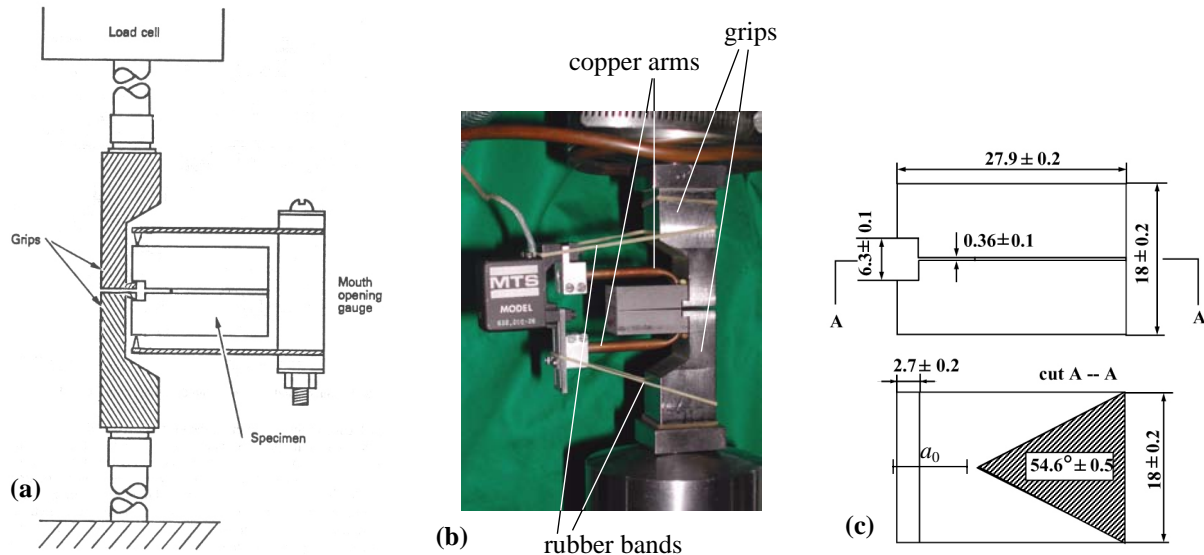 Load cell
Grips
Mouth
opening
gauge
Specimen
(a)
grips
copper arms
MTS
MODEL
rubber bands
(b)
27.9 ± 0.2
6.3 ± 0.1
0.36±0.1
18 ± 0.2
A
A
2.7 ± 0.2
cut A -- A
a0
54.6° ± 0.5
18 ± 0.2
(c)